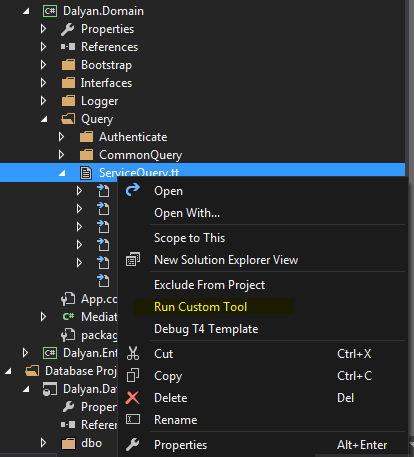 C# Dalyan.Domain
Properties
References
Bootstrap
Interfaces
Logger
Query
Authenticate
CommonQuery
ServiceQuery.tt
Open
Open With...
Scope to This
New Solution Explorer View
Exclude From Project
App.co
Run Custom Tool
C# Mediat
Debug T4 Template
packag
C# Dalyan.Ent
Cut Ctrl+X
Database Proj
Copy Ctrl+C
Dalyan.Dat
Delete Del
Proper
Rename
Referen
dbo
Properties Alt+Enter